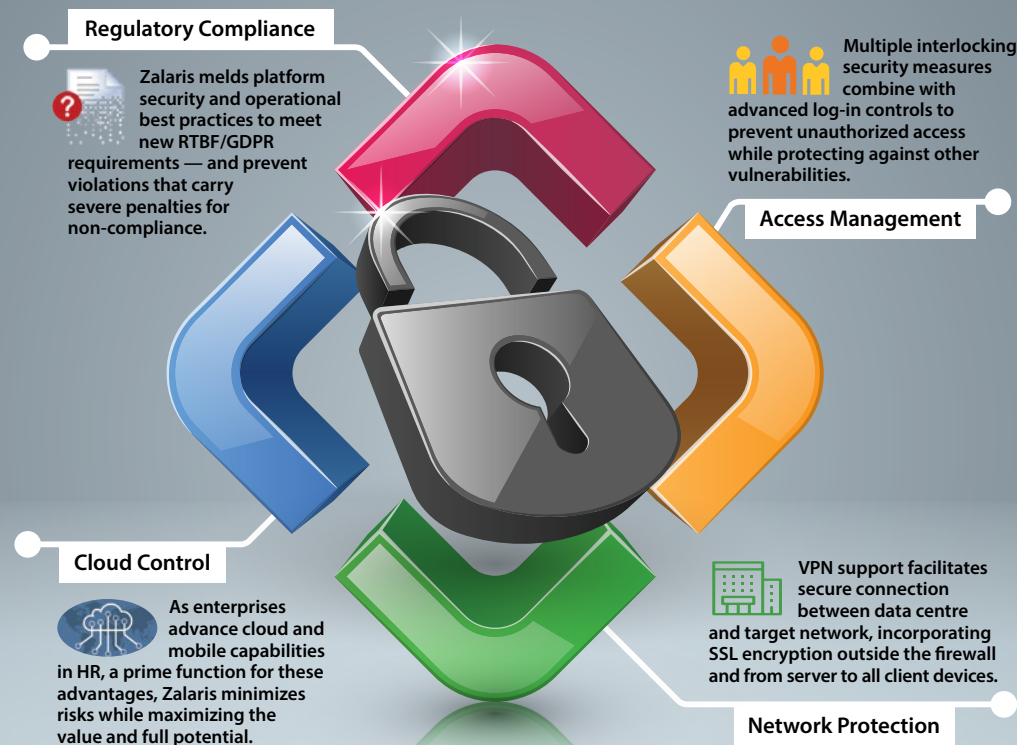 Regulatory Compliance
?
Zalaris melds platform
security and operational
best practices to meet
new RTBF/GDPR
requirements — and prevent
violations that carry
severe penalties for
non-compliance.
Multiple interlocking
security measures
combine with
advanced log-in controls to
prevent unauthorized access
while protecting against other
vulnerabilities.
Access Management
Cloud Control
As enterprises
advance cloud and
mobile capabilities
in HR, a prime function for these
advantages, Zalaris minimizes
risks while maximizing the
value and full potential.
VPN support facilitates
secure connection
between data centre
and target network, incorporating
SSL encryption outside the firewall
and from server to all client devices.
Network Protection